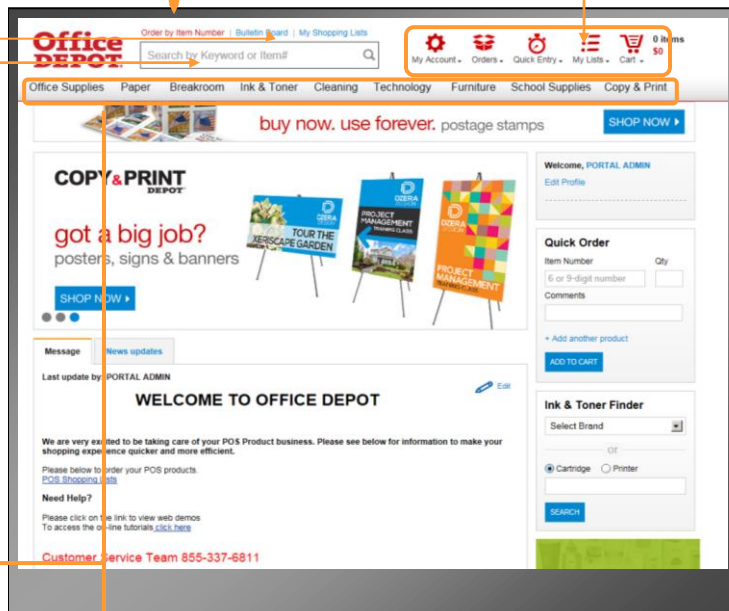 Office DEPOT
Order by Item Number | Bulletin Board | My Shopping Lists
Search by Keyword or Item#
My Account Orders Quick Entry My Lists Cart
0 items
$0
Office Supplies Paper Breakroom Ink & Toner Cleaning Technology Furniture School Supplies Copy & Print
buy now. use forever. postage stamps
SHOP NOW
COPY & PRINT
DEPOT
got a big job?
posters, signs & banners
SHOP NOW
DZERA
TOUR THE
XERISCAPE GARDEN
DZERA
PROJECT
MANAGEMENT
TRAINING CLASS
DZERA
PROJECT
MANAGEMENT
TRAINING CLASS
Welcome, PORTAL ADMIN
Edit Profile
Quick Order
Item Number Qty
6 or 9-digit number
Comments
+ Add another product
ADD TO CART
Message News updates
Last update by: PORTAL ADMIN
Edit
WELCOME TO OFFICE DEPOT
We are very excited to be taking care of your POS Product business. Please see below for information to make your
shopping experience quicker and more efficient.
Please below to order your POS products.
POS Shopping Lists
Need Help?
Please click on the link to view web demos
To access the on-line tutorials click here
Customer Service Team 855-337-6811
Ink & Toner Finder
Select Brand
or
Cartridge Printer
SEARCH